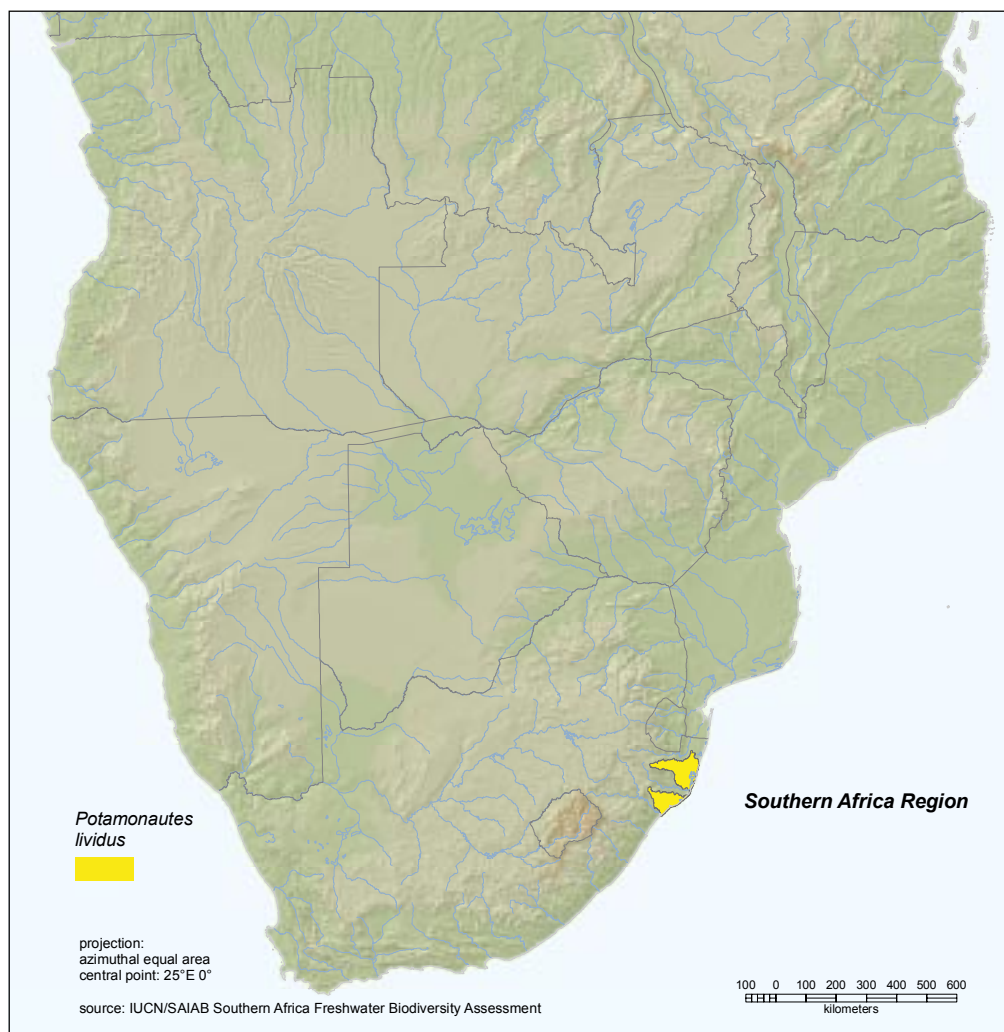 Southern Africa Region
Potamonautes
lividus
projection:
azimuthal equal area
central point: 25°E 0°
source: IUCN/SAIAB Southern Africa Freshwater Biodiversity Assessment
100 0 100 200 300 400 500 600
kilometers